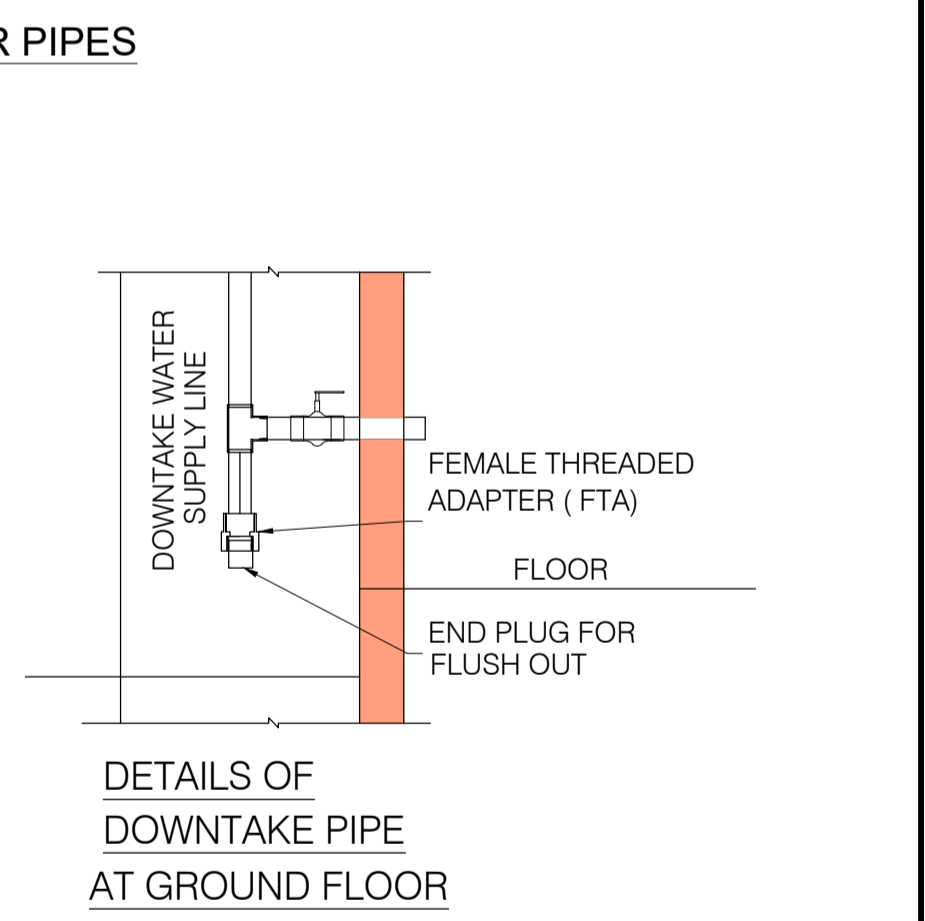 R PIPES
DOWNTAKE WATER
SUPPLY LINE
FEMALE THREADED
ADAPTER ( FTA)
FLOOR
END PLUG FOR
FLUSH OUT
DETAILS OF
DOWNTAKE PIPE
AT GROUND FLOOR